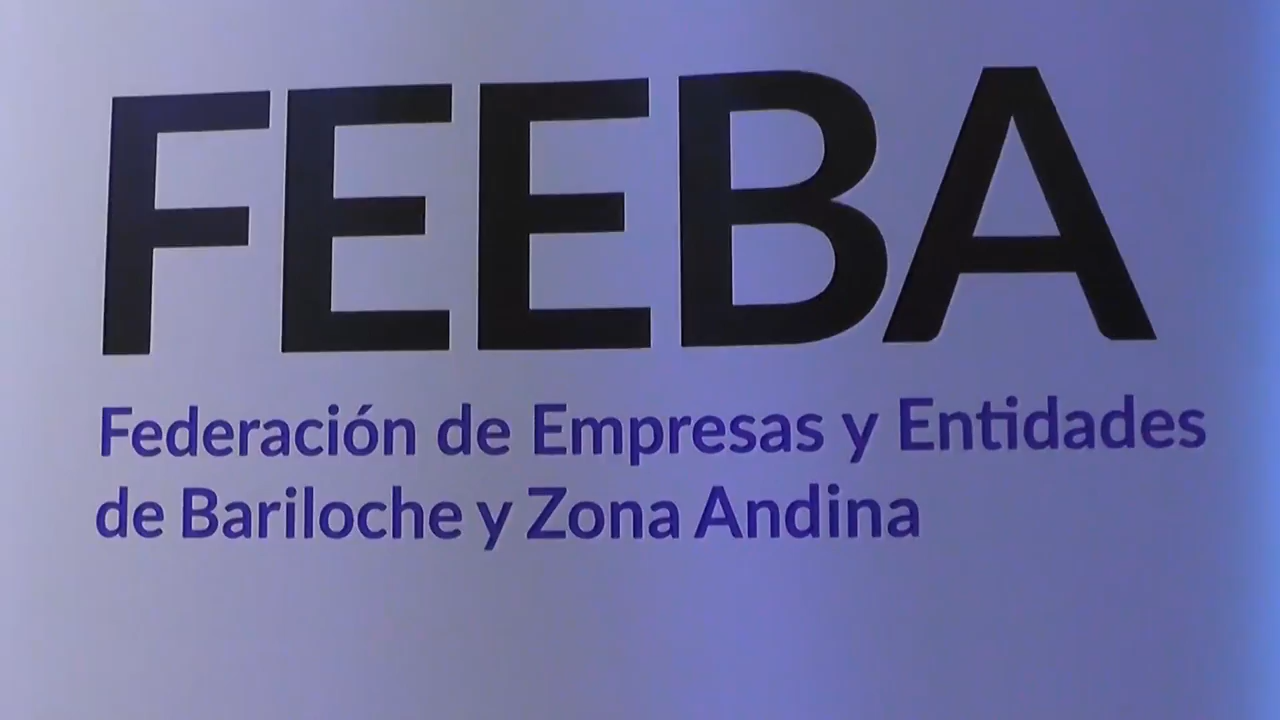 FEEBA
Federación de Empresas y Entidades
de Bariloche y Zona Andina